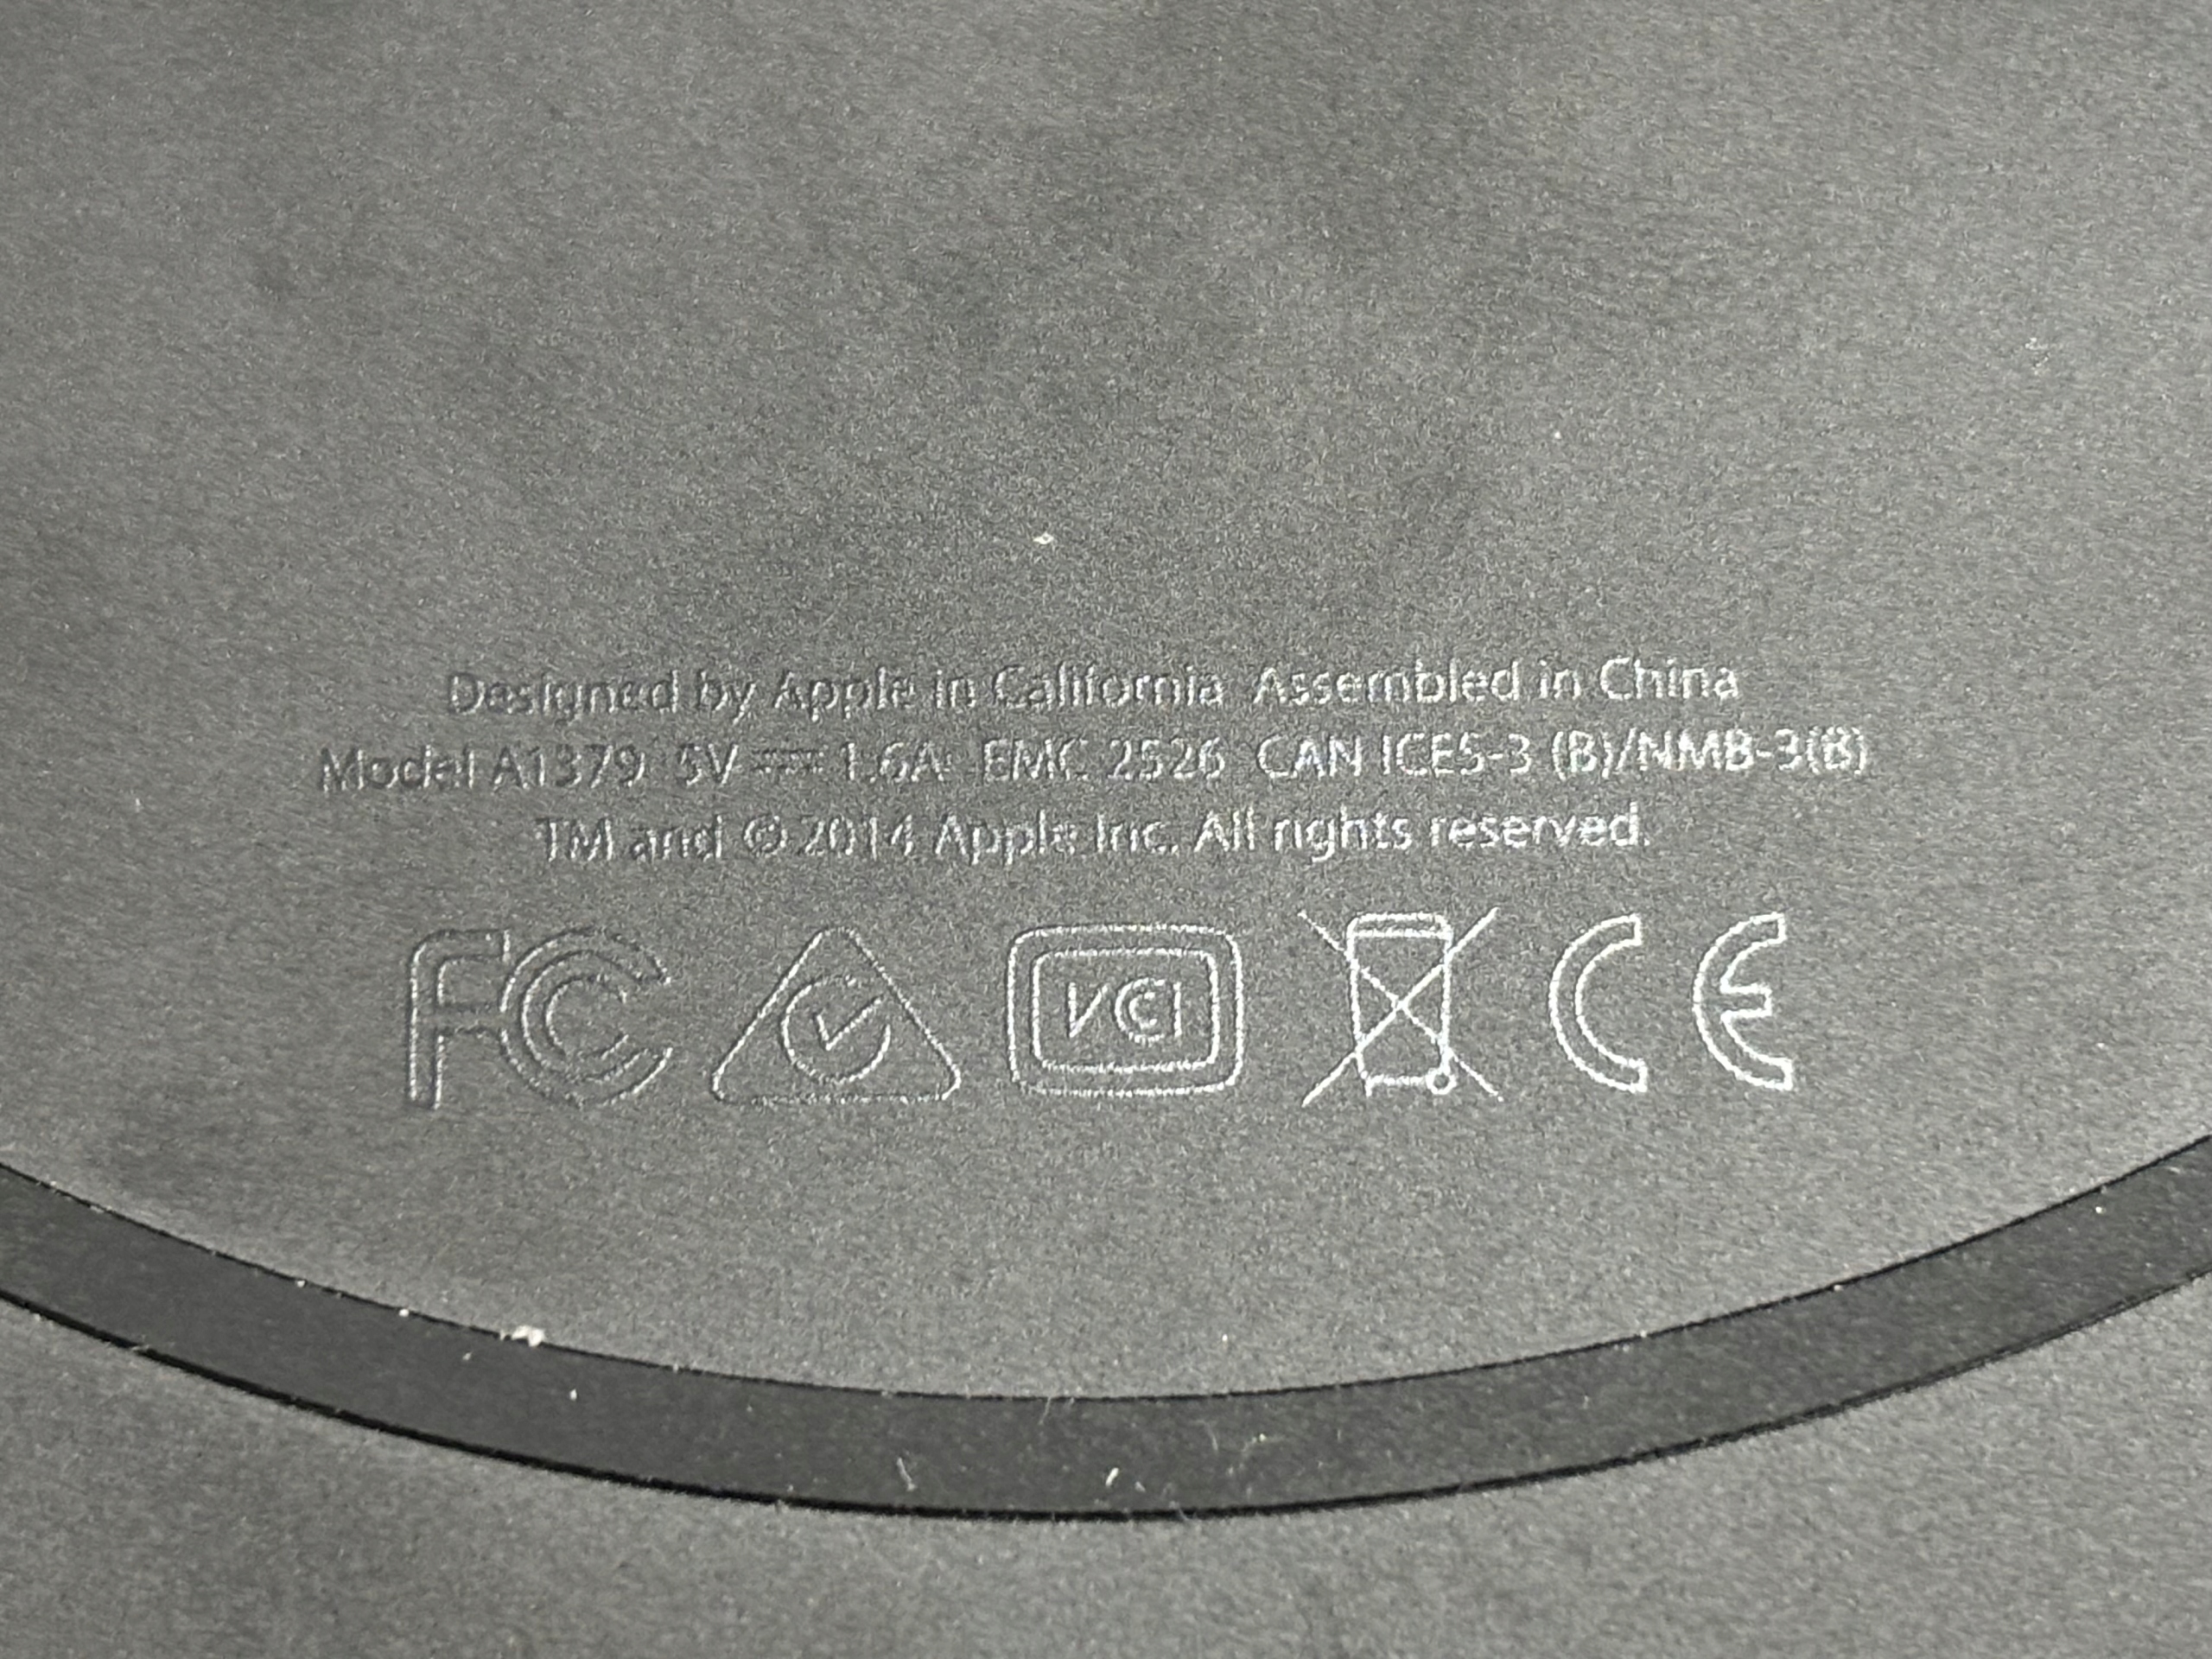 Designed by Apple in California  Assembled in China
Model A1379  5V ⎓ 1.6A  EMC 2526  CAN ICES-3 (B)/NMB-3(B)
TM and © 2014 Apple Inc. All rights reserved.
FC VCI CE